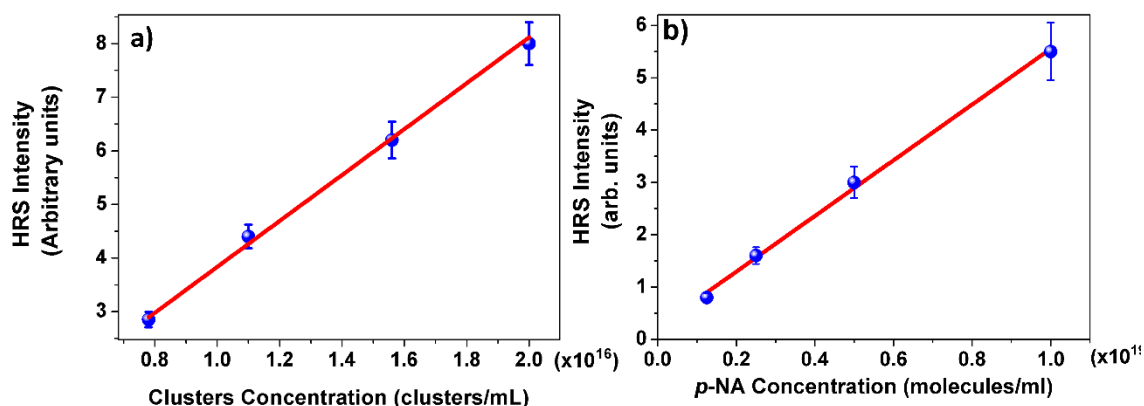 a)
HRS Intensity
(Arbitrary units)
8
7
6
5
4
3
0.8 1.0 1.2 1.4 1.6 1.8 2.0 (x10¹⁶)
Clusters Concentration (clusters/mL)
b)
HRS Intensity
(arb. units)
6
5
4
3
2
1
0
0.0 0.2 0.4 0.6 0.8 1.0 (x10¹⁹
p-NA Concentration (molecules/ml)